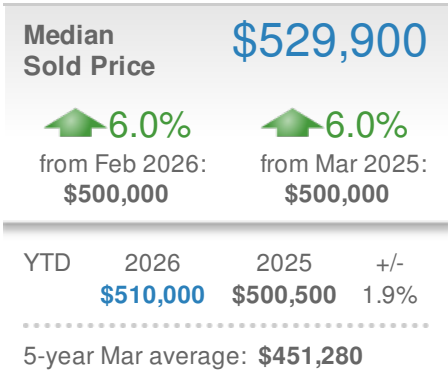 Median $529,900
Sold Price
6.0% 6.0%
from Feb 2026: from Mar 2025:
$500,000 $500,000
YTD 2026 2025 +/-
$510,000 $500,500 1.9%
5-year Mar average: $451,280